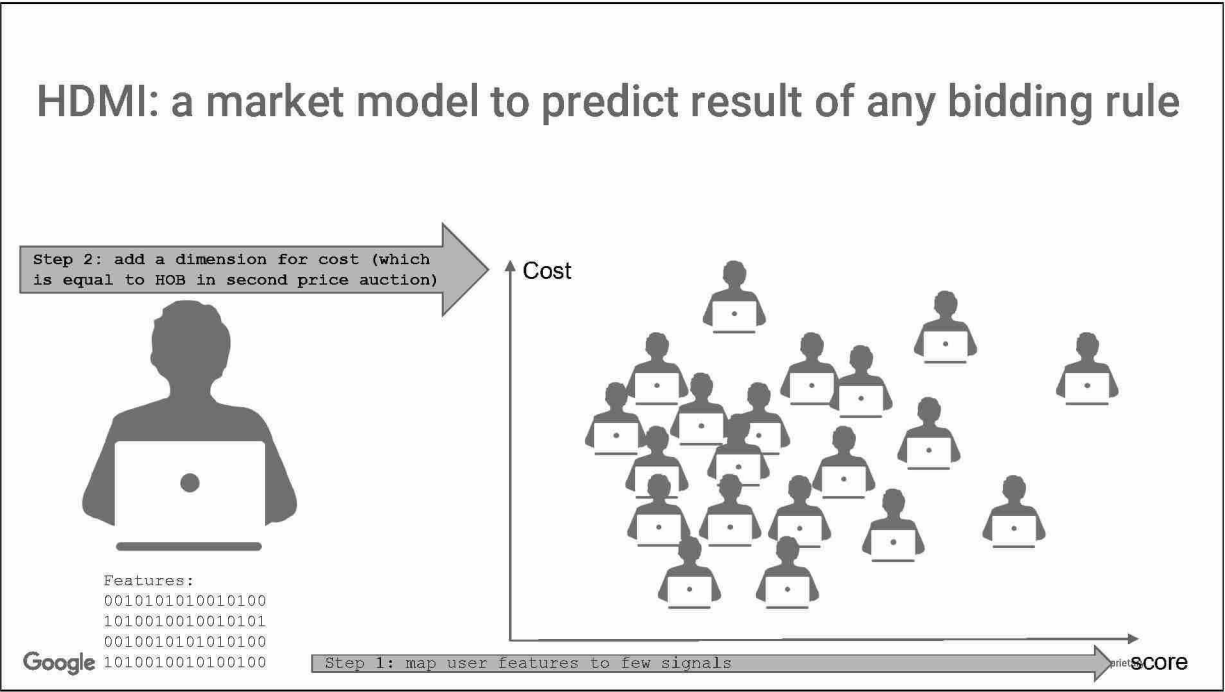 HDMI: a market model to predict result of any bidding rule
Step 2: add a dimension for cost (which
is equal to HOB in second price auction)
Cost
Features:
0010101010010100
1010010010010101
0010010101010100
1010010010100100
Google
Step 1: map user features to few signals
score